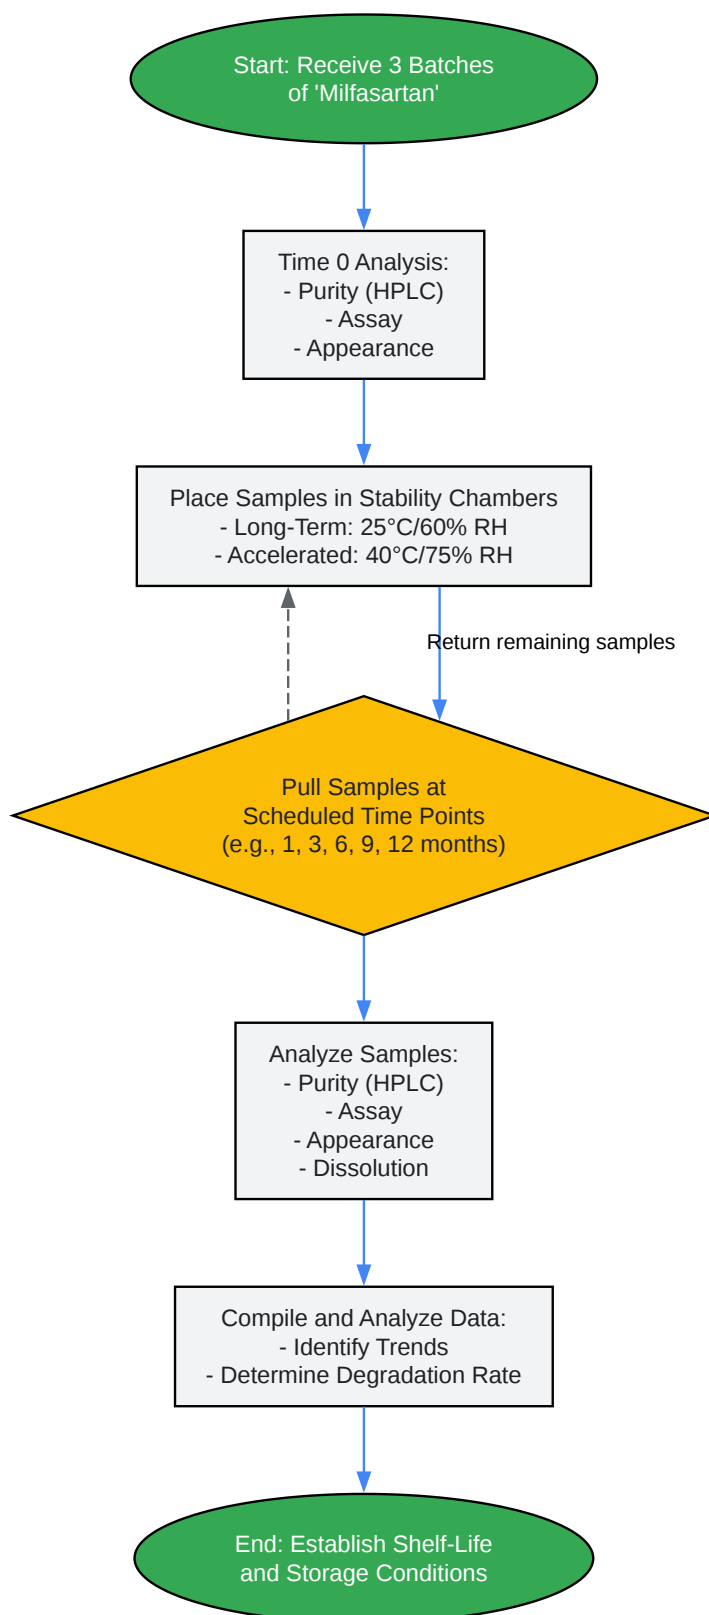 Start: Receive 3 Batches
of 'Milfasartan'
Time 0 Analysis:
- Purity (HPLC)
- Assay
- Appearance
Place Samples in Stability Chambers
- Long-Term: 25°C/60% RH
- Accelerated: 40°C/75% RH
Return remaining samples
Pull Samples at
Scheduled Time Points
(e.g., 1, 3, 6, 9, 12 months)
Analyze Samples:
- Purity (HPLC)
- Assay
- Appearance
- Dissolution
Compile and Analyze Data:
- Identify Trends
- Determine Degradation Rate
End: Establish Shelf-Life
and Storage Conditions